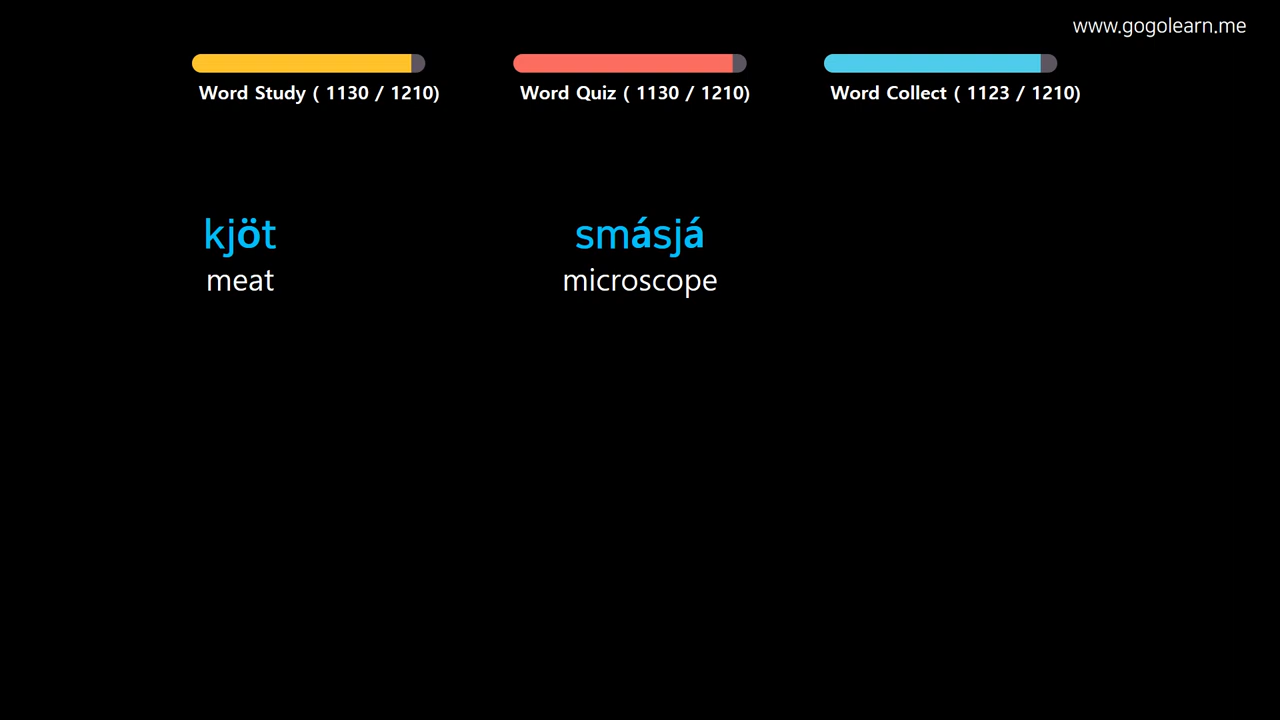 www.gogolearn.me
Word Study ( 1130 / 1210)
Word Quiz ( 1130 / 1210)
Word Collect ( 1123 / 1210)
kjöt
meat
smásjá
microscope